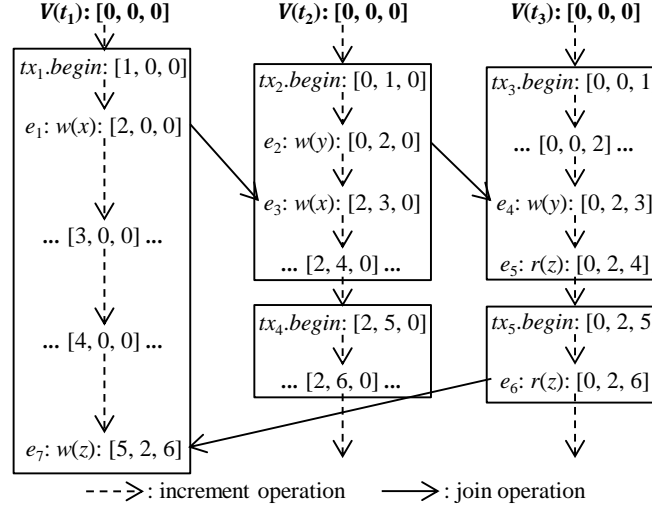 V(t1): [0, 0, 0] V(t2): [0, 0, 0] V(t3): [0, 0, 0]
tx1.begin: [1, 0, 0] tx2.begin: [0, 1, 0] tx3.begin: [0, 0, 1
e1: w(x): [2, 0, 0] e2: w(y): [0, 2, 0] ... [0, 0, 2] ...
e3: w(x): [2, 3, 0] e4: w(y): [0, 2, 3]
... [3, 0, 0] ... ... [2, 4, 0] ... e5: r(z): [0, 2, 4]
tx4.begin: [2, 5, 0] tx5.begin: [0, 2, 5
... [4, 0, 0] ... ... [2, 6, 0] ... e6: r(z): [0, 2, 6]
e7: w(z): [5, 2, 6]
: increment operation : join operation